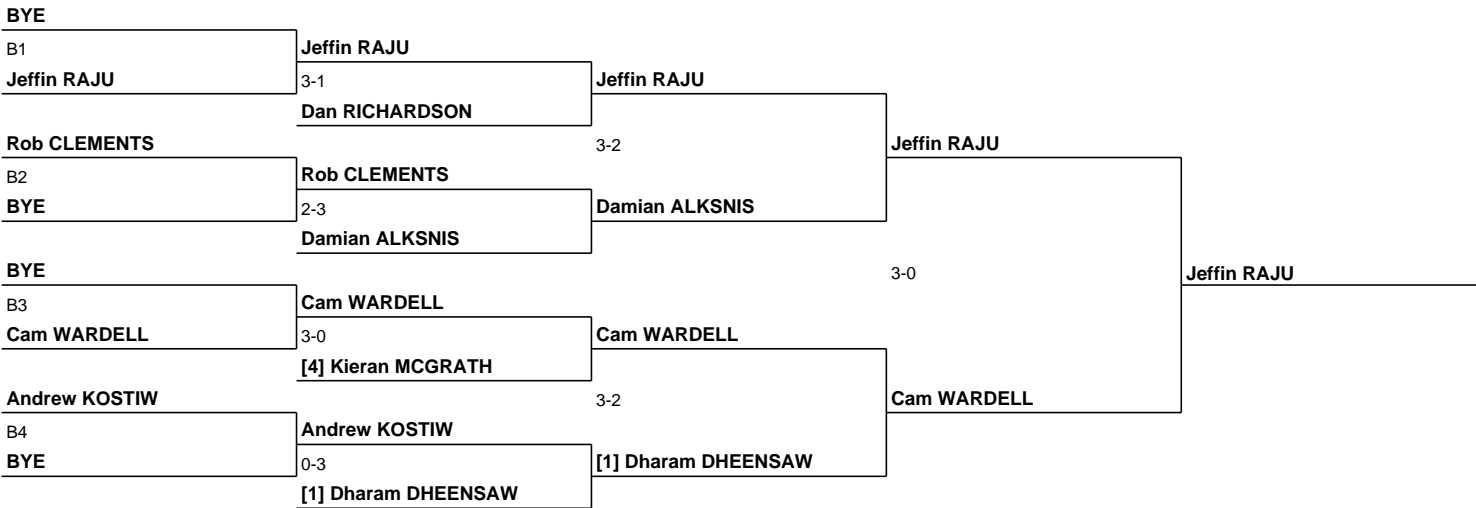 BYE
B1
Jeffin RAJU
Jeffin RAJU
3-1
Dan RICHARDSON
Jeffin RAJU
Rob CLEMENTS
B2
BYE
Rob CLEMENTS
2-3
Damian ALKSNIS
3-2
Damian ALKSNIS
Jeffin RAJU
BYE
B3
Cam WARDELL
Cam WARDELL
3-0
[4] Kieran MCGRATH
Cam WARDELL
Andrew KOSTIW
B4
BYE
Andrew KOSTIW
0-3
[1] Dharam DHEENSAW
3-2
[1] Dharam DHEENSAW
Cam WARDELL
3-0
Jeffin RAJU